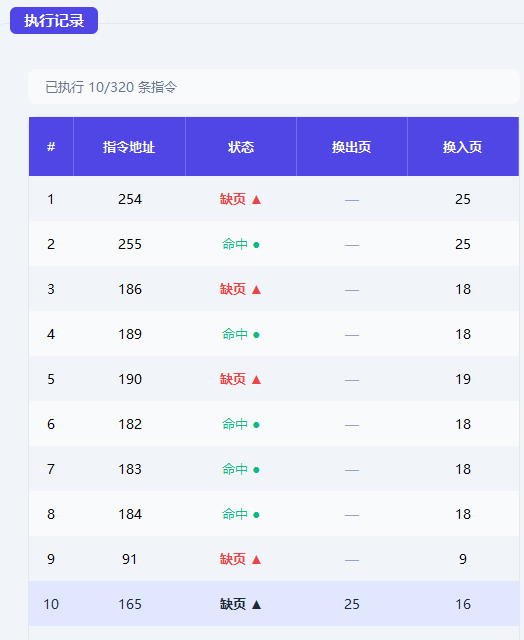 执行记录
已执行 10/320 条指令
# 指令地址 状态 换出页 换入页
1 254 缺页 ▲ — 25
2 255 命中 ● — 25
3 186 缺页 ▲ — 18
4 189 命中 ● — 18
5 190 缺页 ▲ — 19
6 182 命中 ● — 18
7 183 命中 ● — 18
8 184 命中 ● — 18
9 91 缺页 ▲ — 9
10 165 缺页 ▲ 25 16